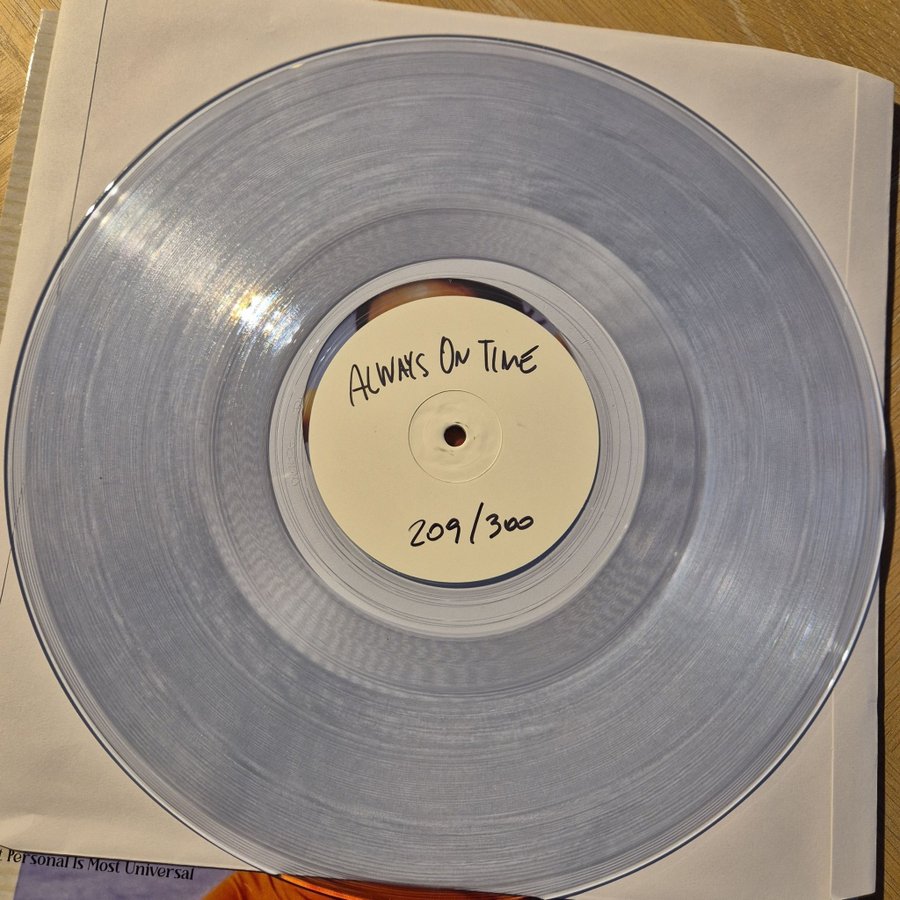 ALWAYS ON TIME
209/300
Personal Is Most Universal